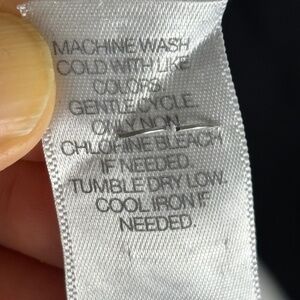 MACHINE WASH
COLD WITH LIKE
COLORS.
GENTLE CYCLE.
ONLY NON
CHLORINE BLEACH
IF NEEDED.
TUMBLE DRY LOW.
COOL IRON IF
NEEDED.